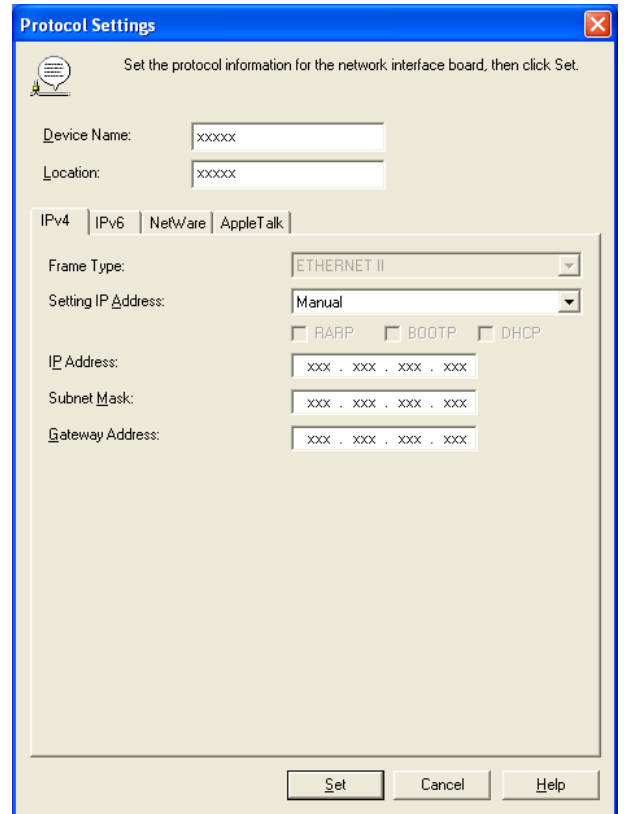 Protocol Settings
Set the protocol information for the network interface board, then click Set.
Device Name: xxxxx
Location: xxxxx
IPv4 IPv6 NetWare AppleTalk
Frame Type: ETHERNET II
Setting IP Address: Manual
RARP BOOTP DHCP
IP Address: xxx . xxx . xxx . xxx
Subnet Mask: xxx . xxx . xxx . xxx
Gateway Address: xxx . xxx . xxx . xxx
Set Cancel Help